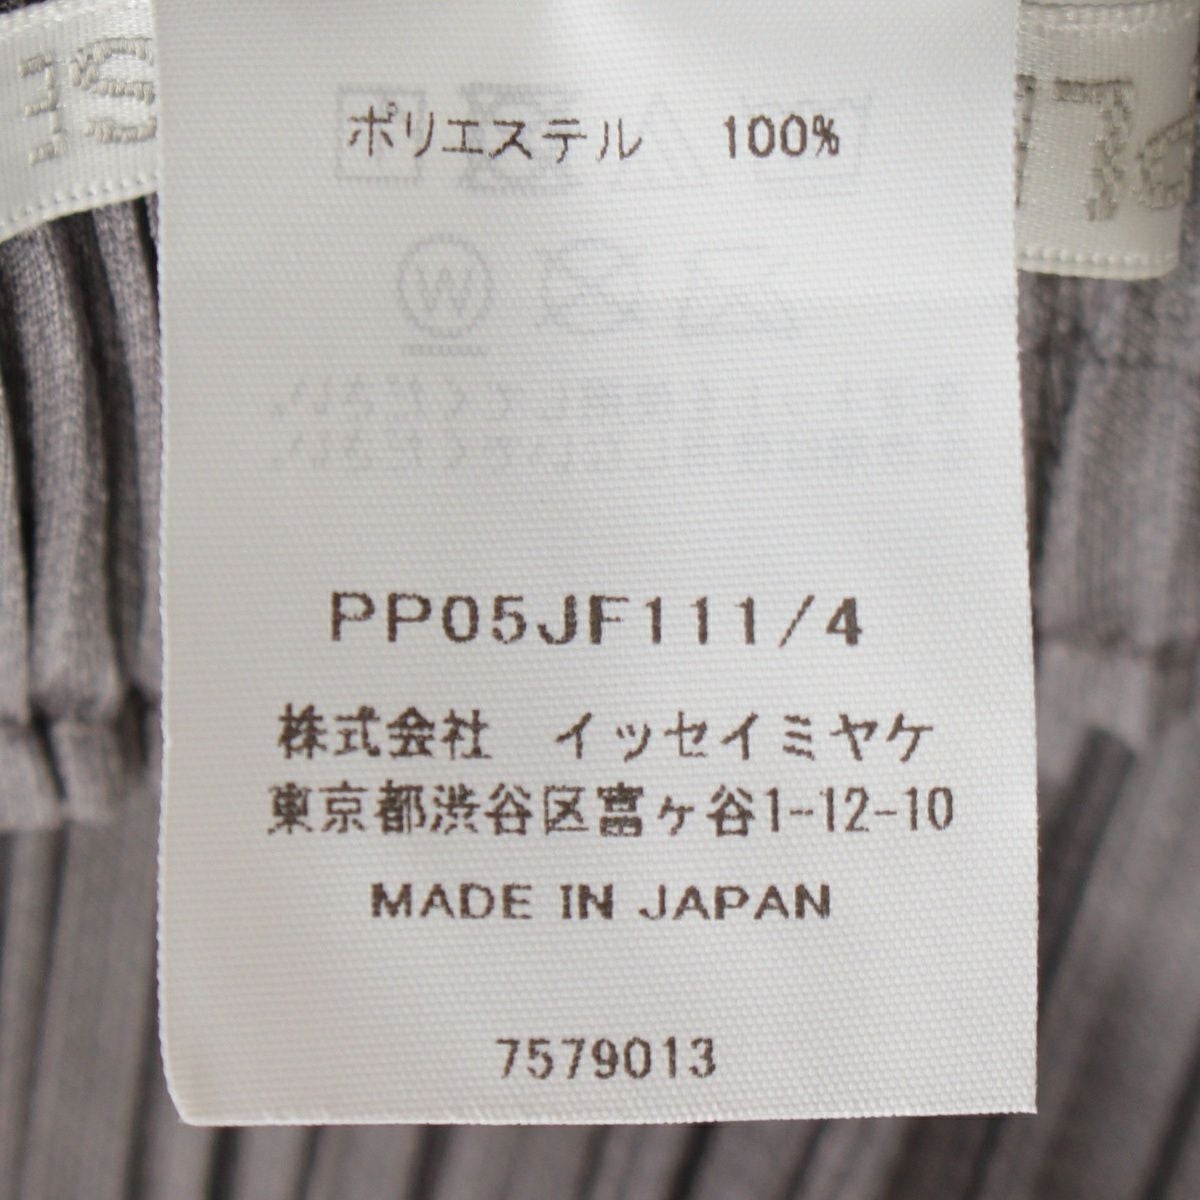 ポリエステル 100%
PP05JF111/4
株式会社 イッセイミヤケ
東京都渋谷区富ヶ谷1-12-10
MADE IN JAPAN
7579013